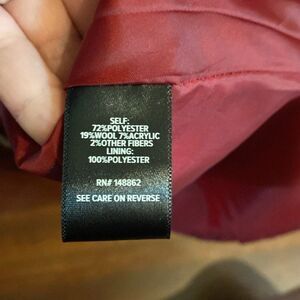 SELF:
72%POLYESTER
19%WOOL 7%ACRYLIC
2%OTHER FIBERS
LINING:
100%POLYESTER
RN# 148862
SEE CARE ON REVERSE